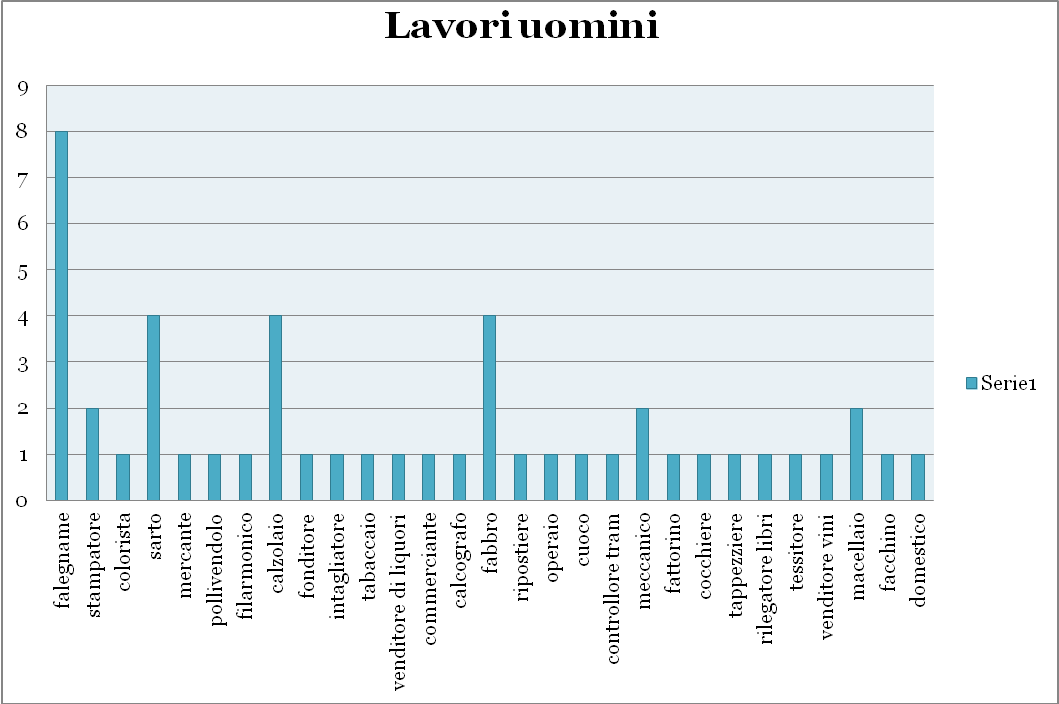 Lavori uomini
9
8
7
6
5
4
3
2
1
0
falegname
stampatore
colorista
sarto
mercante
pollivendolo
filarmonico
calzolaio
fonditore
intagliatore
tabaccaio
venditore di liquori
commerciante
calcografo
fabbro
ripostiere
operaio
cuoco
controllore tram
meccanico
fattorino
cocchiere
tappeziere
rilegatore libri
tessitore
venditore vini
macellaio
facchino
domestico
Serie1